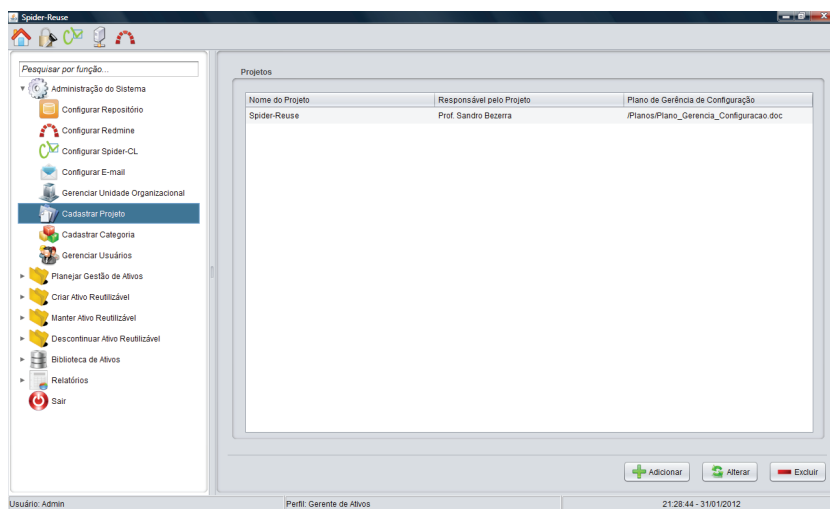 Spider-Reuse
Pesquisar por função...
Administração do Sistema
Configurar Repositório
Configurar Redmine
Configurar Spider-CL
Configurar E-mail
Gerenciar Unidade Organizacional
Cadastrar Projeto
Cadastrar Categoria
Gerenciar Usuários
Planejar Gestão de Ativos
Criar Ativo Reutilizável
Manter Ativo Reutilizável
Descontinuar Ativo Reutilizável
Biblioteca de Ativos
Relatórios
Sair
Projetos
Nome do Projeto Responsável pelo Projeto Plano de Gerência de Configuração
Spider-Reuse Prof. Sandro Bezerra /Planos/Plano_Gerencia_Configuracao.doc
Adicionar Alterar Excluir
Usuário: Admin Perfil: Gerente de Ativos 21:28:44 - 31/01/2012